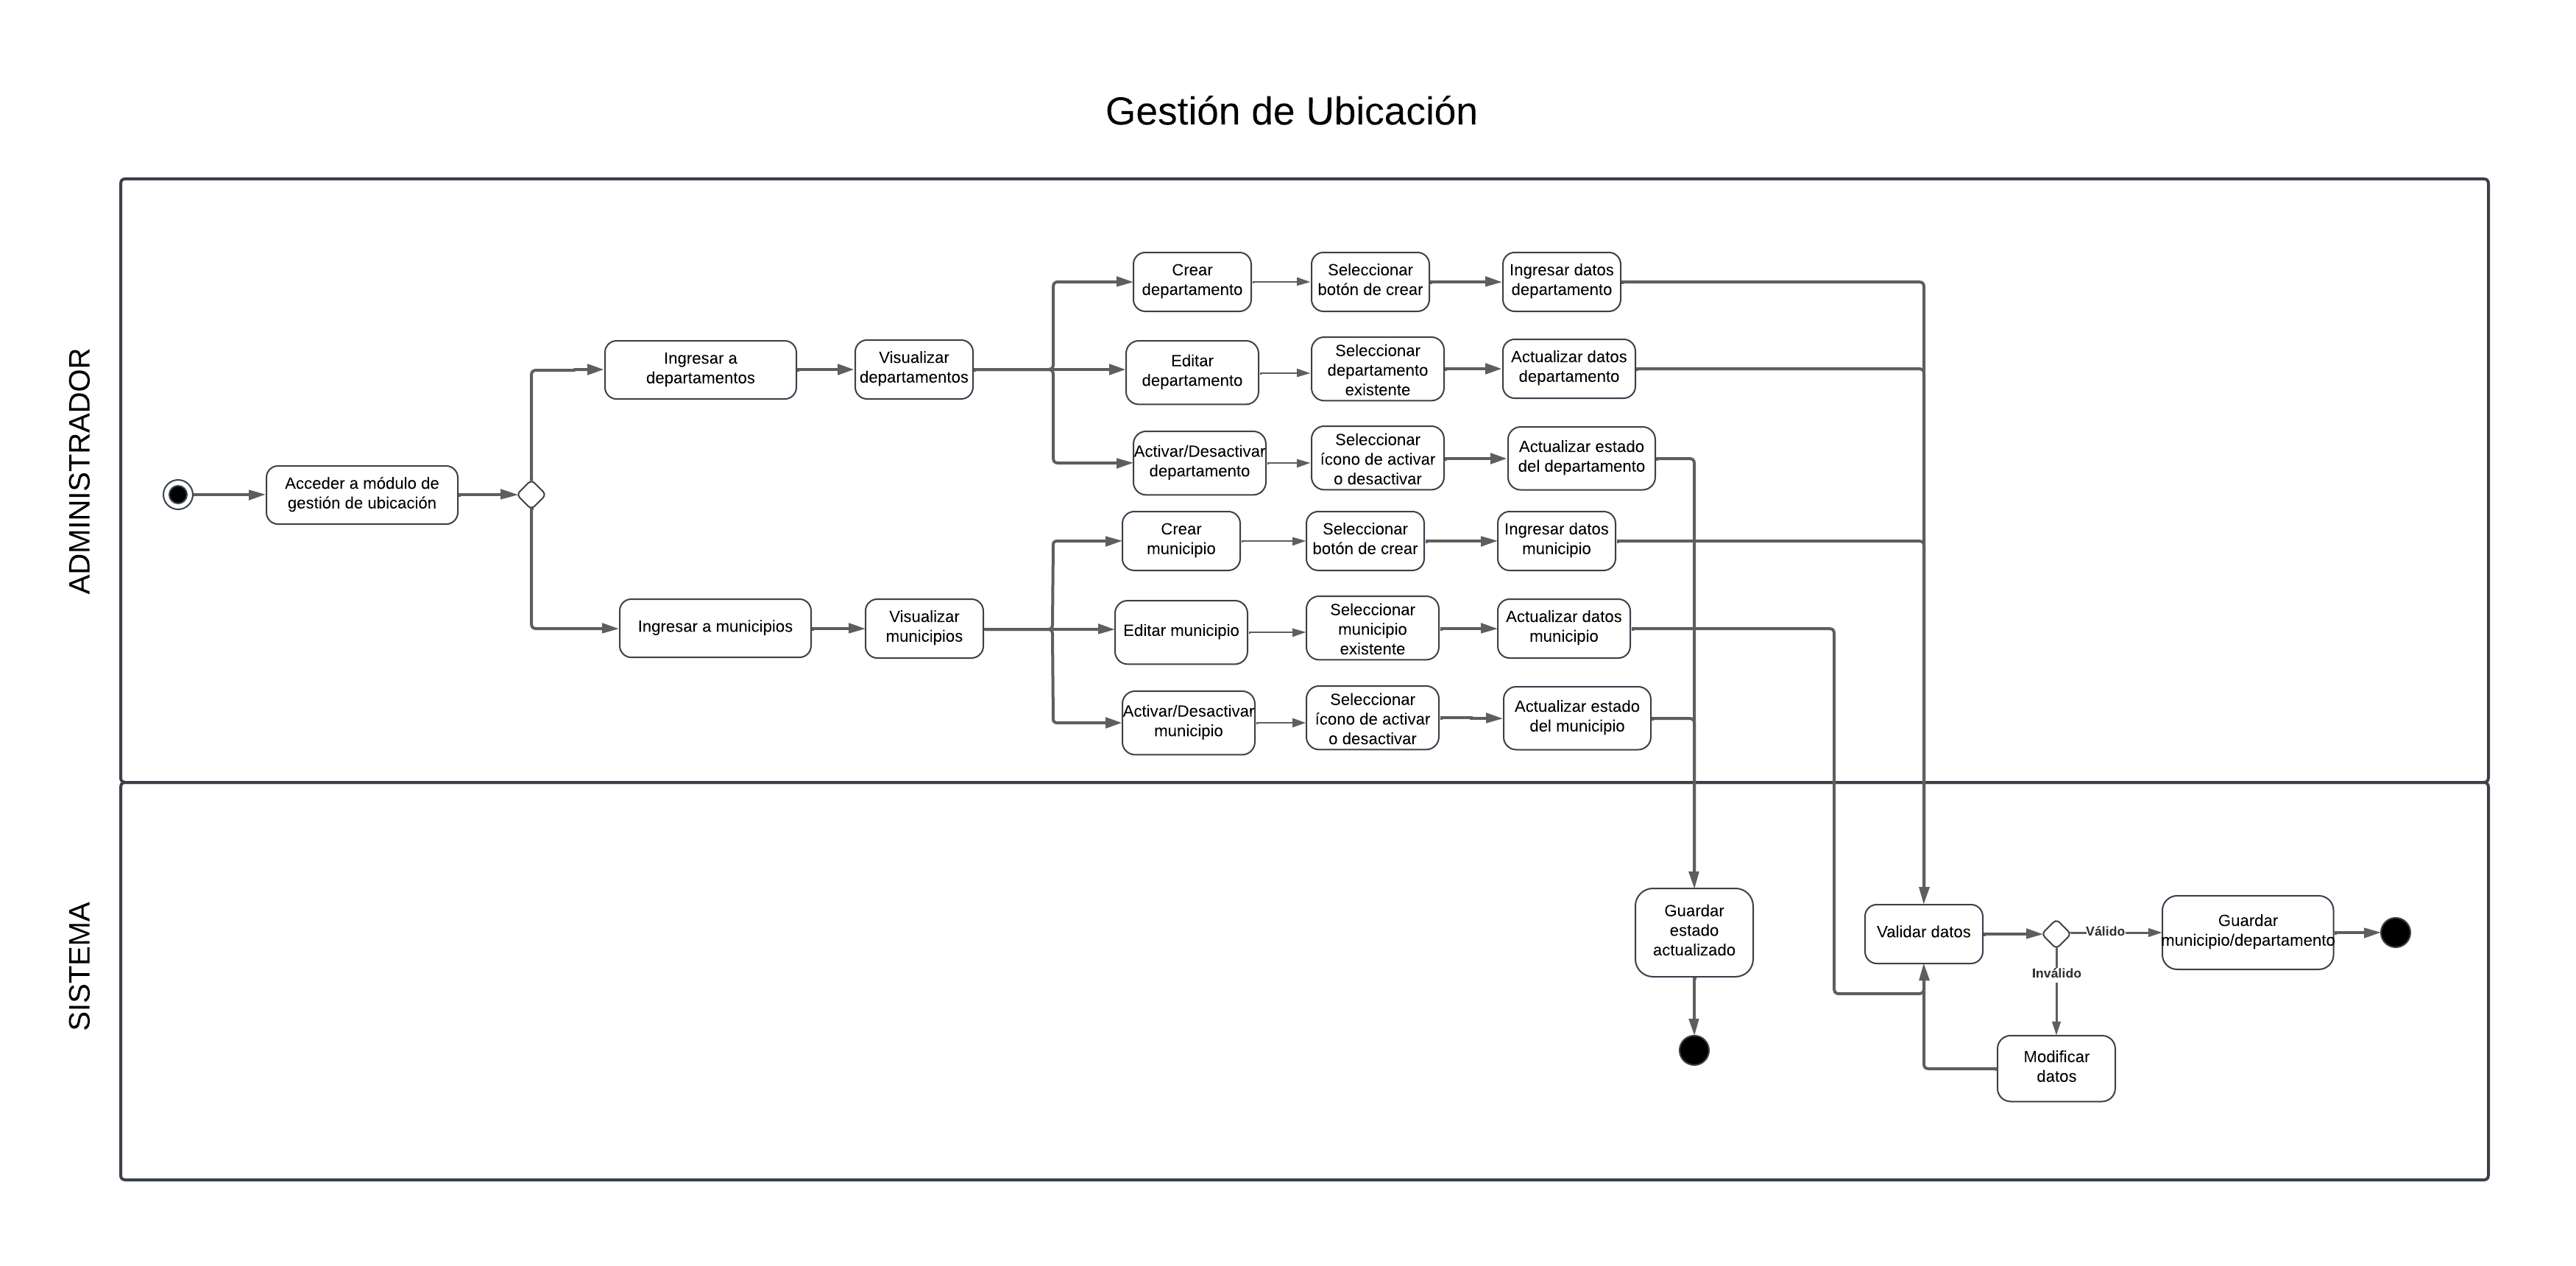 Gestión de Ubicación
ADMINISTRADOR
Acceder a módulo de
gestión de ubicación
Ingresar a
departamentos
Visualizar
departamentos
Crear
departamento
Seleccionar
botón de crear
Ingresar datos
departamento
Editar
departamento
Seleccionar
departamento
existente
Actualizar datos
departamento
Activar/Desactivar
departamento
Seleccionar
ícono de activar
o desactivar
Actualizar estado
del departamento
Ingresar a municipios
Visualizar
municipios
Crear
municipio
Seleccionar
botón de crear
Ingresar datos
municipio
Editar municipio
Seleccionar
municipio
existente
Actualizar datos
municipio
Activar/Desactivar
municipio
Seleccionar
ícono de activar
o desactivar
Actualizar estado
del municipio
SISTEMA
Guardar
estado
actualizado
Validar datos
Válido
Guardar
municipio/departamento
Inválido
Modificar
datos